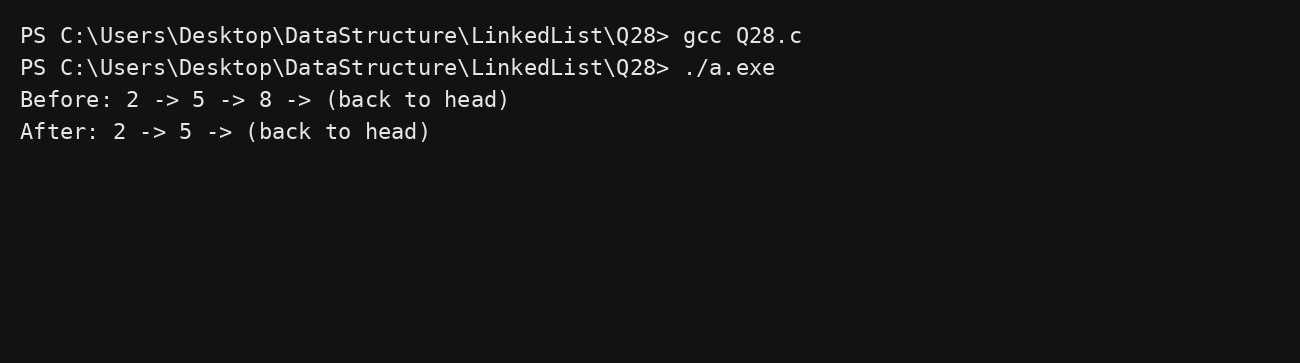 PS C:\Users\Desktop\DataStructure\LinkedList\Q28> gcc Q28.c
PS C:\Users\Desktop\DataStructure\LinkedList\Q28> ./a.exe
Before: 2 -> 5 -> 8 -> (back to head)
After: 2 -> 5 -> (back to head)